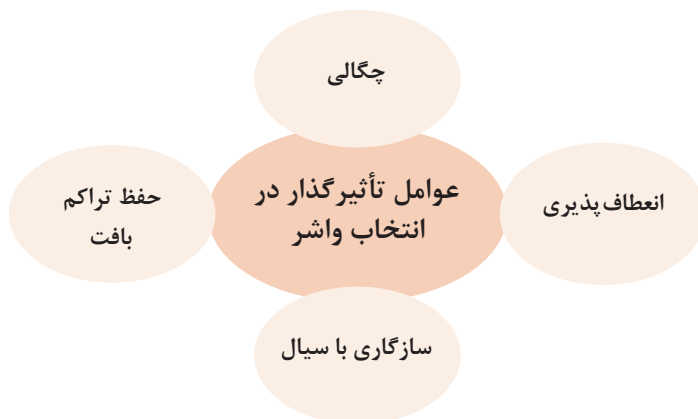 چگالی
عوامل تأثیرگذار در
انتخاب واشر
انعطاف‌پذیری
حفظ تراکم
بافت
سازگاری با سیال